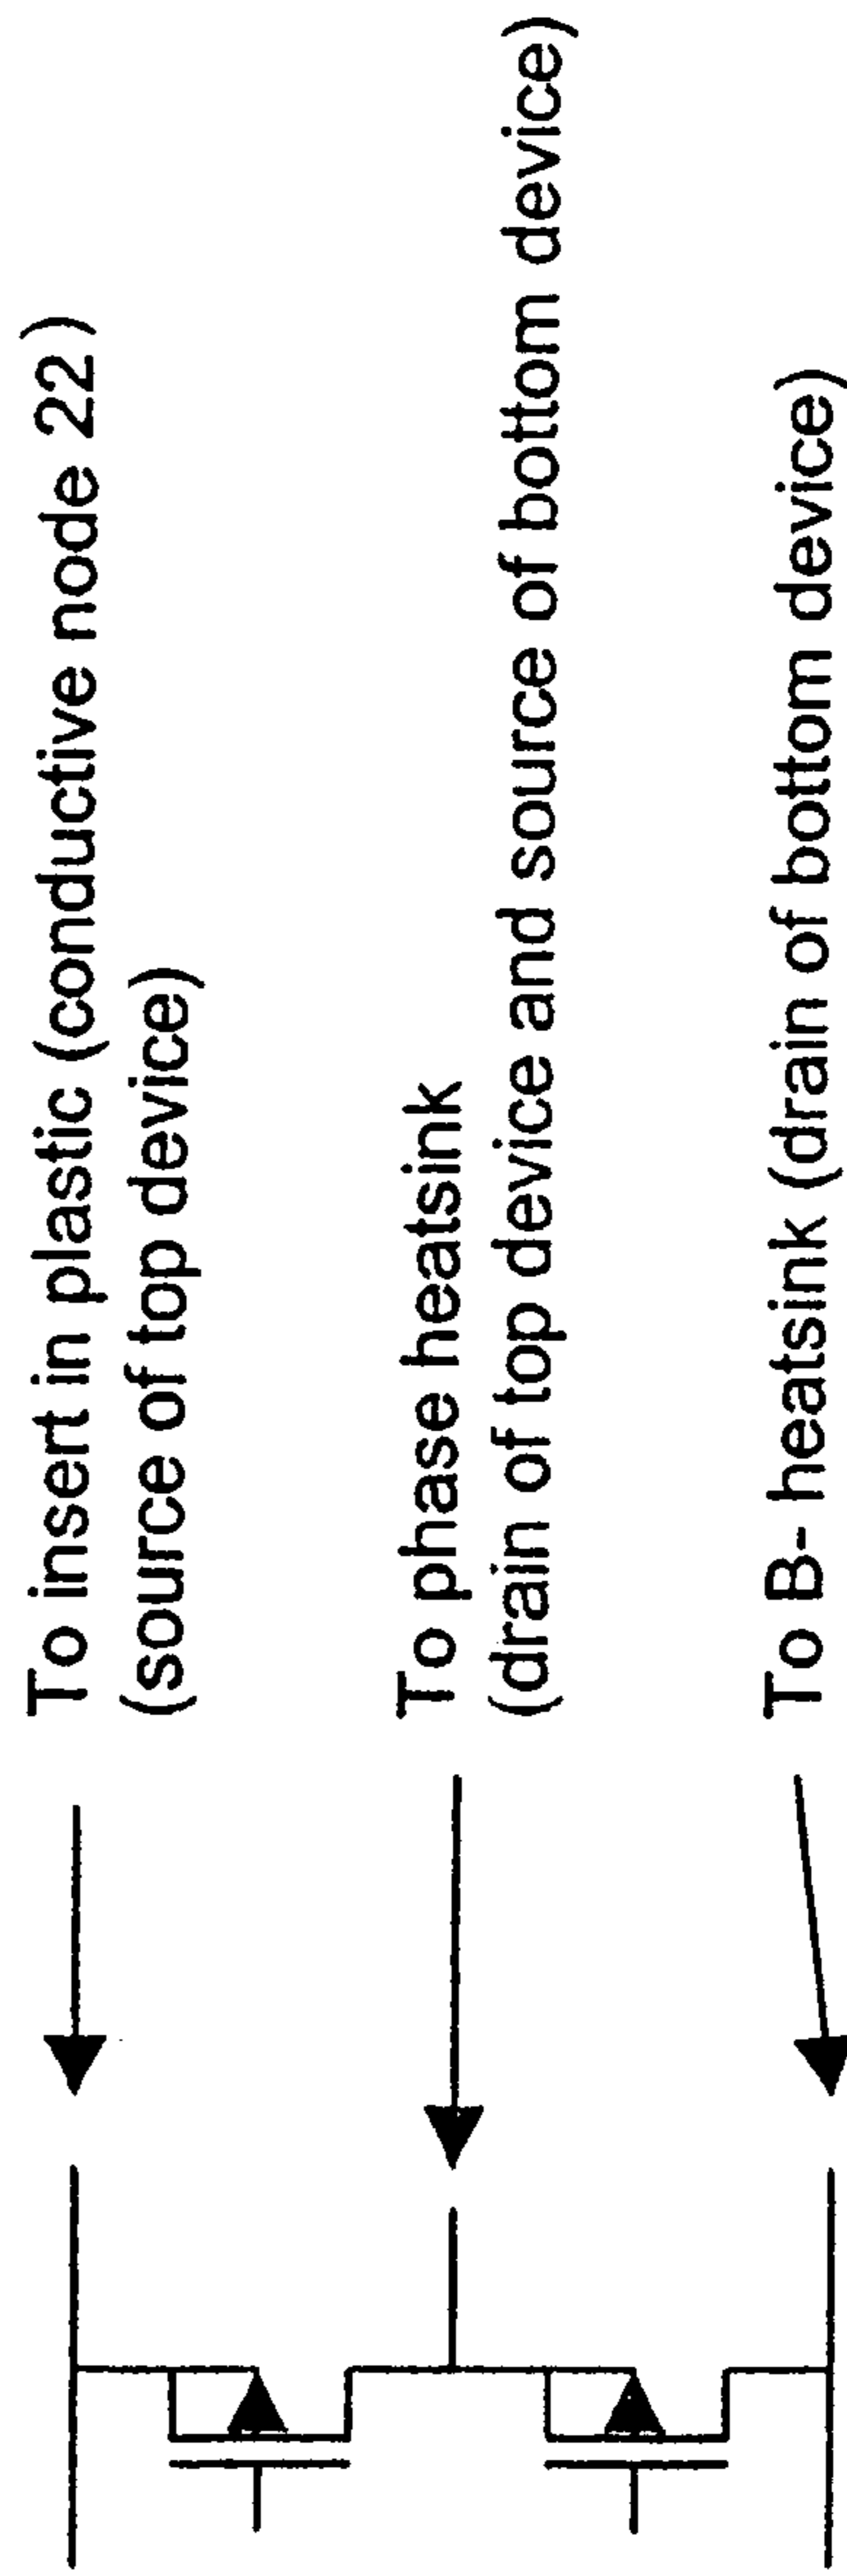 To insert in plastic (conductive node 22)
(source of top device)
To phase heatsink
(drain of top device and source of bottom device)
To B- heatsink (drain of bottom device)